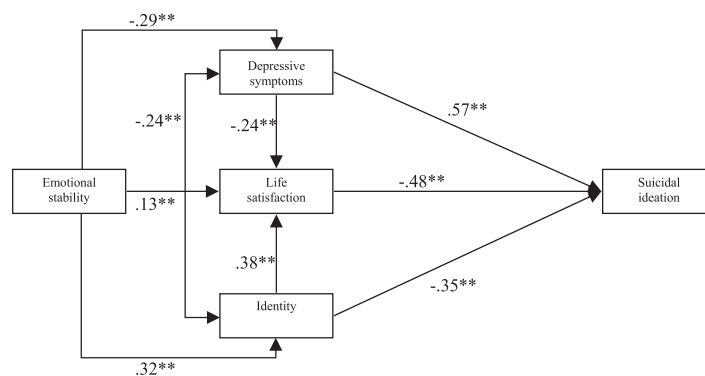 -.29**
Depressive
symptoms
-.24**
-.24**
.57**
Emotional
stability
.13**
Life
satisfaction
-.48**
Suicidal
ideation
.38**
Identity
-.35**
.32**